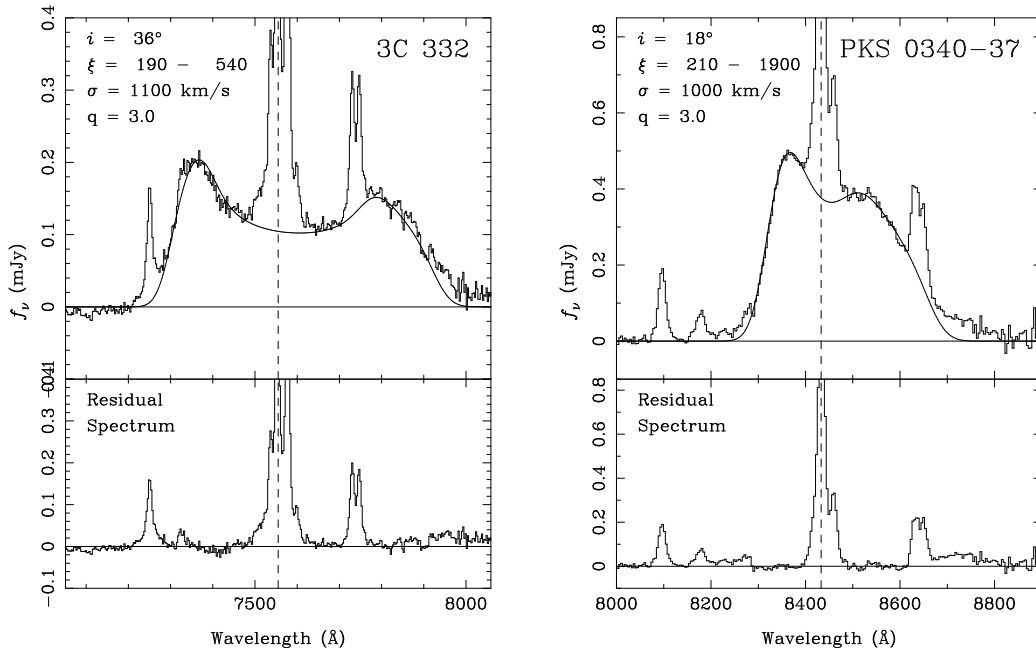 3C 332
i = 36°
ξ = 190 – 540
σ = 1100 km/s
q = 3.0
0.4
0.3
0.2
0.1
0
f_ν (mJy)
Residual
Spectrum
0.3
0.2
0.1
0
−0.1
7500
8000
Wavelength (Å)
PKS 0340−37
i = 18°
ξ = 210 – 1900
σ = 1000 km/s
q = 3.0
0.8
0.6
0.4
0.2
0
f_ν (mJy)
Residual
Spectrum
0.8
0.6
0.4
0.2
0
8000
8200
8400
8600
8800
Wavelength (Å)